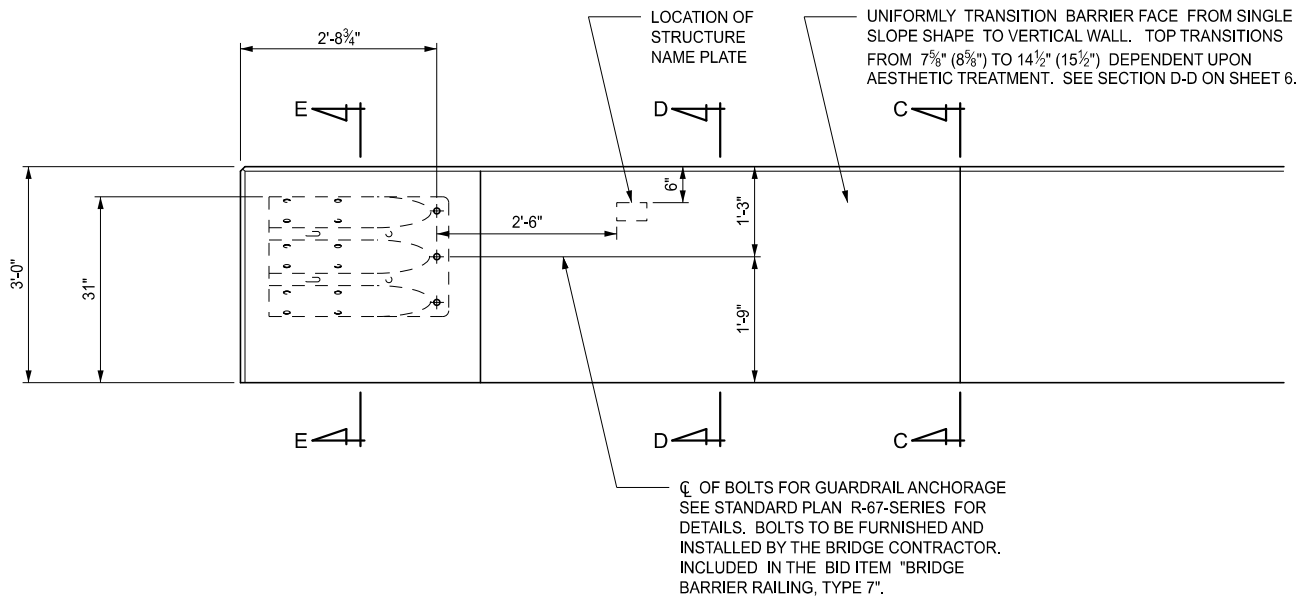 LOCATION OF
STRUCTURE
NAME PLATE
UNIFORMLY TRANSITION BARRIER FACE FROM SINGLE
SLOPE SHAPE TO VERTICAL WALL. TOP TRANSITIONS
FROM 7⅝" (8⅝") TO 14½" (15½") DEPENDENT UPON
AESTHETIC TREATMENT. SEE SECTION D-D ON SHEET 6.
2'-8¾"
E
D
C
3'-0"
31"
2'-6"
6"
1'-3"
1'-9"
E
D
C
℄ OF BOLTS FOR GUARDRAIL ANCHORAGE
SEE STANDARD PLAN R-67-SERIES FOR
DETAILS. BOLTS TO BE FURNISHED AND
INSTALLED BY THE BRIDGE CONTRACTOR.
INCLUDED IN THE BID ITEM "BRIDGE
BARRIER RAILING, TYPE 7".